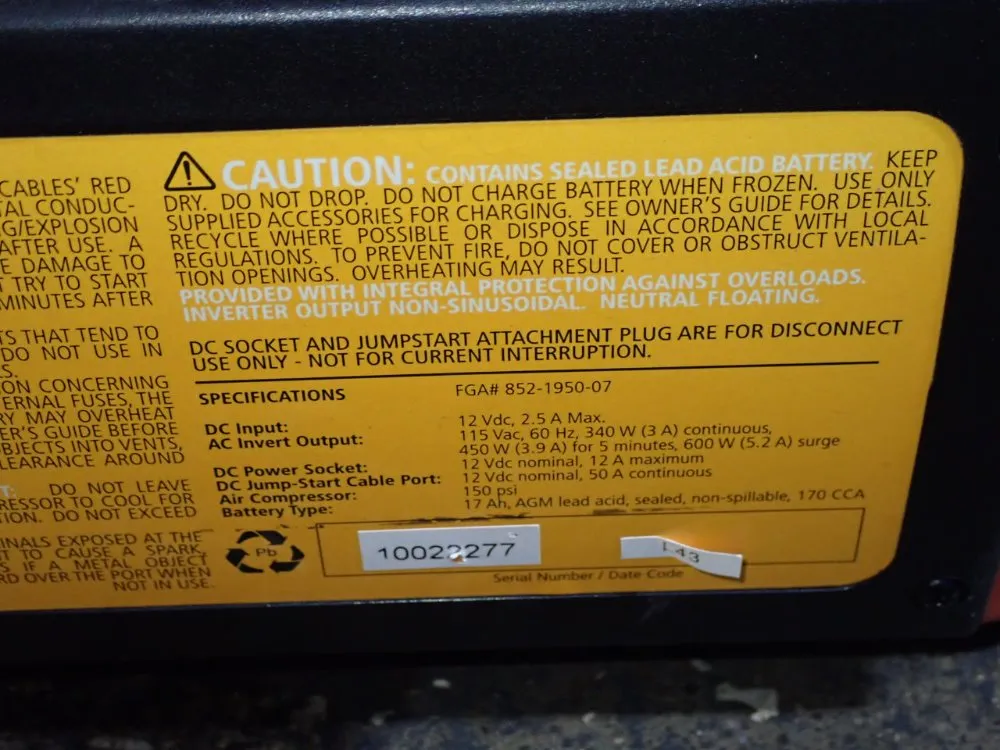 CABLES' RED
TAL CONDUC-
G/EXPLOSION
AFTER USE. A
E DAMAGE TO
T TRY TO START
MINUTES AFTER
TS THAT TEND TO
DO NOT USE IN
S.
ON CONCERNING
ERNAL FUSES, THE
RY MAY OVERHEAT
ER'S GUIDE BEFORE
BJECTS INTO VENTS,
LEARANCE AROUND
T: DO NOT LEAVE
RESSOR TO COOL FOR
TION. DO NOT EXCEED
INALS EXPOSED AT THE
T TO CAUSE A SPARK,
S IF A METAL OBJECT
RD OVER THE PORT WHEN
NOT IN USE.
CAUTION: CONTAINS SEALED LEAD ACID BATTERY. KEEP
DRY. DO NOT DROP. DO NOT CHARGE BATTERY WHEN FROZEN. USE ONLY
SUPPLIED ACCESSORIES FOR CHARGING. SEE OWNER'S GUIDE FOR DETAILS.
RECYCLE WHERE POSSIBLE OR DISPOSE IN ACCORDANCE WITH LOCAL
REGULATIONS. TO PREVENT FIRE, DO NOT COVER OR OBSTRUCT VENTILA-
TION OPENINGS. OVERHEATING MAY RESULT.
PROVIDED WITH INTEGRAL PROTECTION AGAINST OVERLOADS.
INVERTER OUTPUT NON-SINUSOIDAL. NEUTRAL FLOATING.
DC SOCKET AND JUMPSTART ATTACHMENT PLUG ARE FOR DISCONNECT
USE ONLY - NOT FOR CURRENT INTERRUPTION.
SPECIFICATIONS FGA# 852-1950-07
DC Input: 12 Vdc, 2.5 A Max.
AC Invert Output: 115 Vac, 60 Hz, 340 W (3 A) continuous,
450 W (3.9 A) for 5 minutes, 600 W (5.2 A) surge
DC Power Socket: 12 Vdc nominal, 12 A maximum
DC Jump-Start Cable Port: 12 Vdc nominal, 50 A continuous
Air Compressor: 150 psi
Battery Type: 17 Ah, AGM lead acid, sealed, non-spillable, 170 CCA
Pb
10022277
Serial Number / Date Code